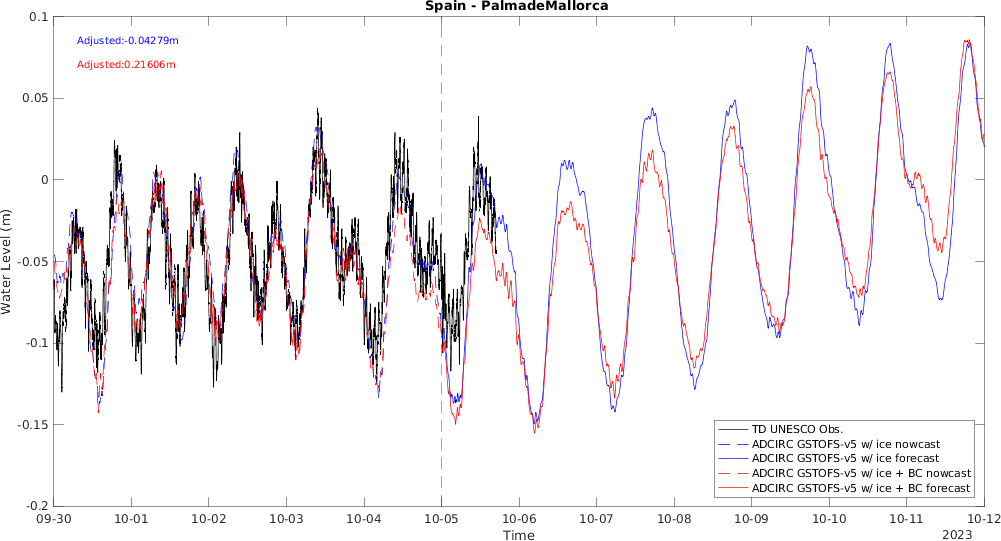 Spain - PalmadeMallorca
Adjusted:-0.04279m
Adjusted:0.21606m
0.1
0.05
0
-0.05
-0.1
-0.15
-0.2
Water Level (m)
TD UNESCO Obs.
ADCIRC GSTOFS-v5 w/ ice nowcast
ADCIRC GSTOFS-v5 w/ ice forecast
ADCIRC GSTOFS-v5 w/ ice + BC nowcast
ADCIRC GSTOFS-v5 w/ ice + BC forecast
09-30 10-01 10-02 10-03 10-04 10-05 10-06 10-07 10-08 10-09 10-10 10-11 10-12
Time
2023